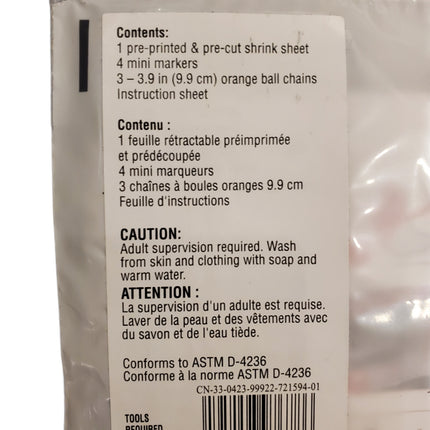 Contents:
1 pre-printed & pre-cut shrink sheet
4 mini markers
3 – 3.9 in (9.9 cm) orange ball chains
Instruction sheet
Contenu :
1 feuille rétractable préimprimée
et prédécoupée
4 mini marqueurs
3 chaînes à boules oranges 9.9 cm
Feuille d'instructions
CAUTION:
Adult supervision required. Wash
from skin and clothing with soap and
warm water.
ATTENTION :
La supervision d'un adulte est requise.
Laver de la peau et des vêtements avec
du savon et de l'eau tiède.
Conforms to ASTM D-4236
Conforme à la norme ASTM D-4236
CN-33-0423-99922-721594-01
TOOLS
REQUIRED